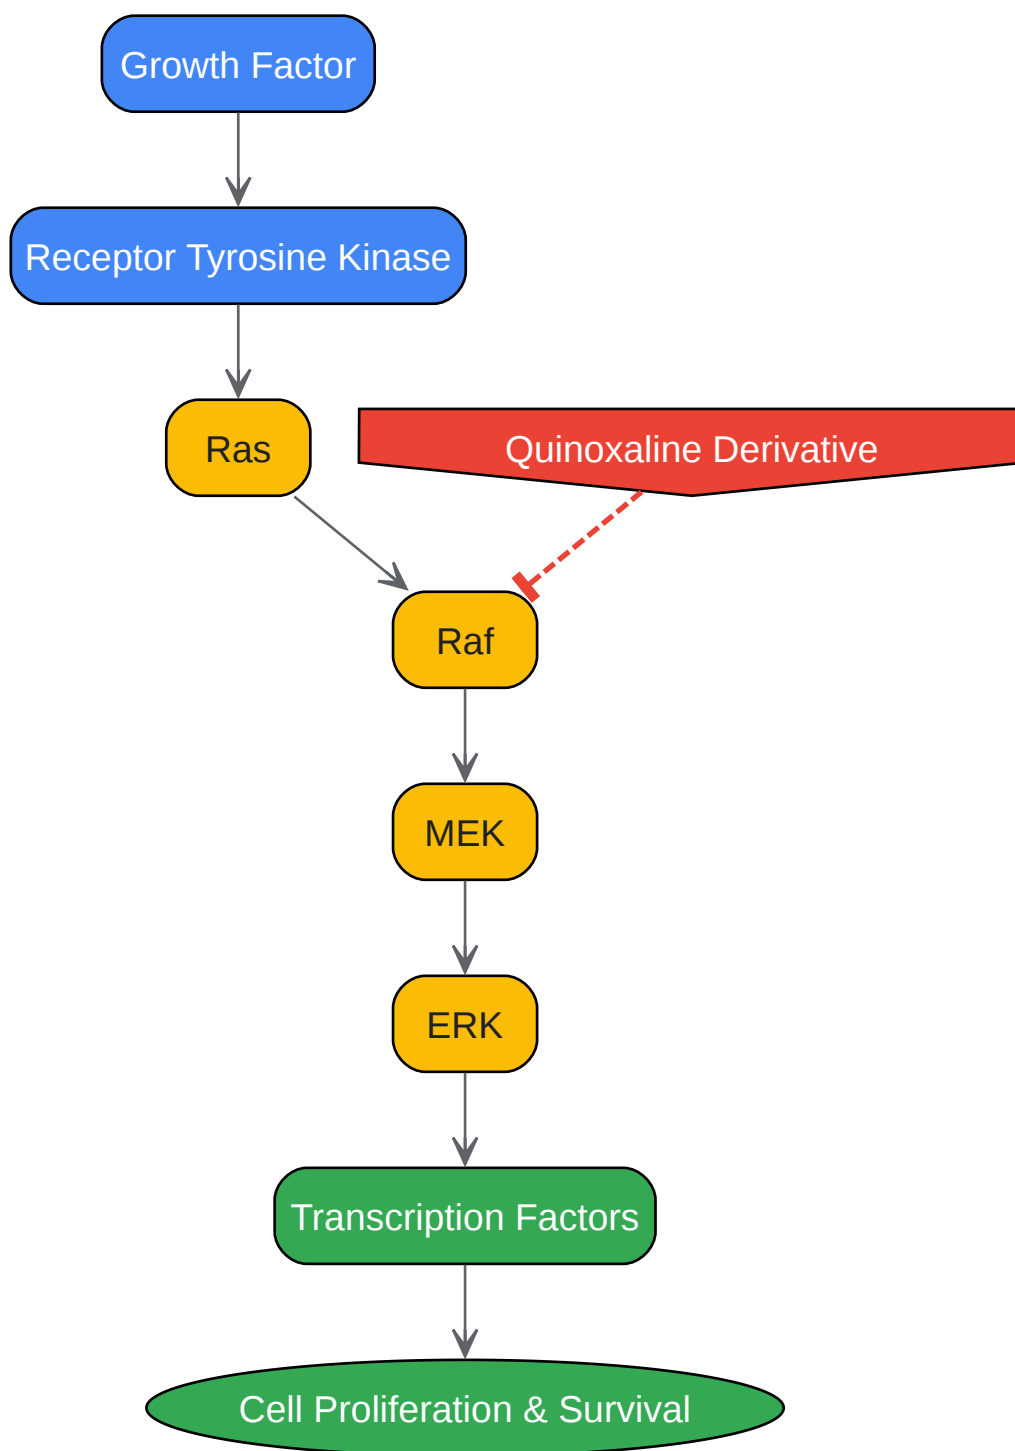 Growth Factor
Receptor Tyrosine Kinase
Ras
Quinoxaline Derivative
Raf
MEK
ERK
Transcription Factors
Cell Proliferation & Survival